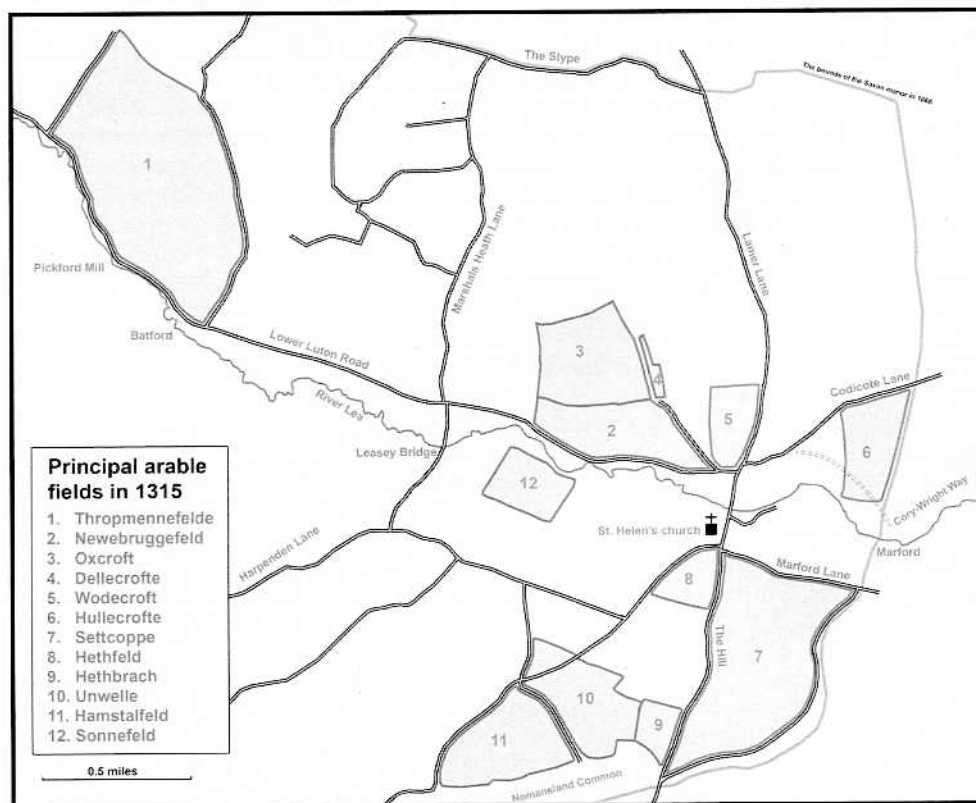 The Slype
The bounds of the Saxon manor in 1066
1
Marshalls Heath Lane
Lamer Lane
Pickford Mill
Batford
Lower Luton Road
River Lea
3
4
Codicote Lane
5
2
6
Leasey Bridge
12
Cory-Wright Way
St. Helen's church
Marford
Harpenden Lane
Marford Lane
8
The Hill
7
10
9
11
Nomansland Common
Principal arable
fields in 1315
1. Thropmennefelde
2. Newebruggefeld
3. Oxcroft
4. Dellecrofte
5. Wodecroft
6. Hullecrofte
7. Settcoppe
8. Hethfeld
9. Hethbrach
10. Unwelle
11. Hamstalfeld
12. Sonnefeld
0.5 miles